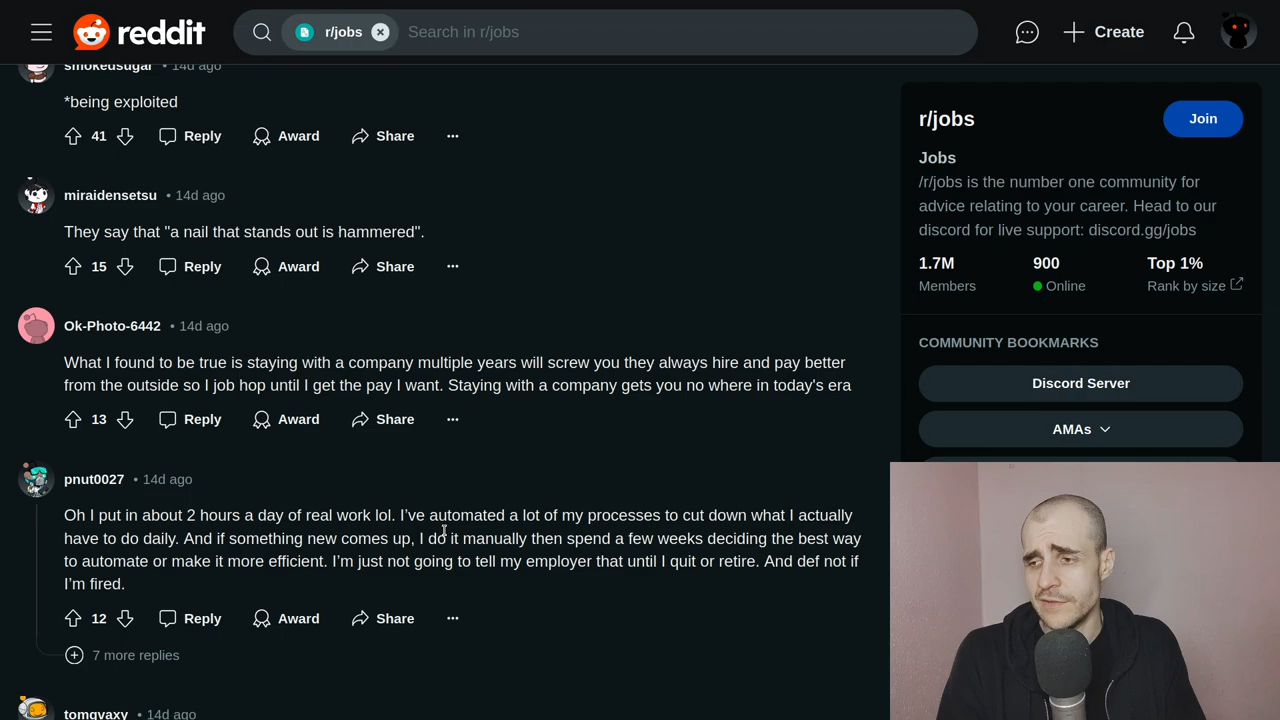 reddit
r/jobs
Search in r/jobs
Create
smokedsugar • 14d ago
*being exploited
41
Reply
Award
Share
miraidensetsu • 14d ago
They say that "a nail that stands out is hammered".
15
Reply
Award
Share
Ok-Photo-6442 • 14d ago
What I found to be true is staying with a company multiple years will screw you they always hire and pay better
from the outside so I job hop until I get the pay I want. Staying with a company gets you no where in today's era
13
Reply
Award
Share
pnut0027 • 14d ago
Oh I put in about 2 hours a day of real work lol. I’ve automated a lot of my processes to cut down what I actually
have to do daily. And if something new comes up, I do it manually then spend a few weeks deciding the best way
to automate or make it more efficient. I’m just not going to tell my employer that until I quit or retire. And def not if
I’m fired.
12
Reply
Award
Share
7 more replies
tomgvaxy • 14d ago
r/jobs
Join
Jobs
/r/jobs is the number one community for
advice relating to your career. Head to our
discord for live support: discord.gg/jobs
1.7M
900
Top 1%
Members
Online
Rank by size
COMMUNITY BOOKMARKS
Discord Server
AMAs